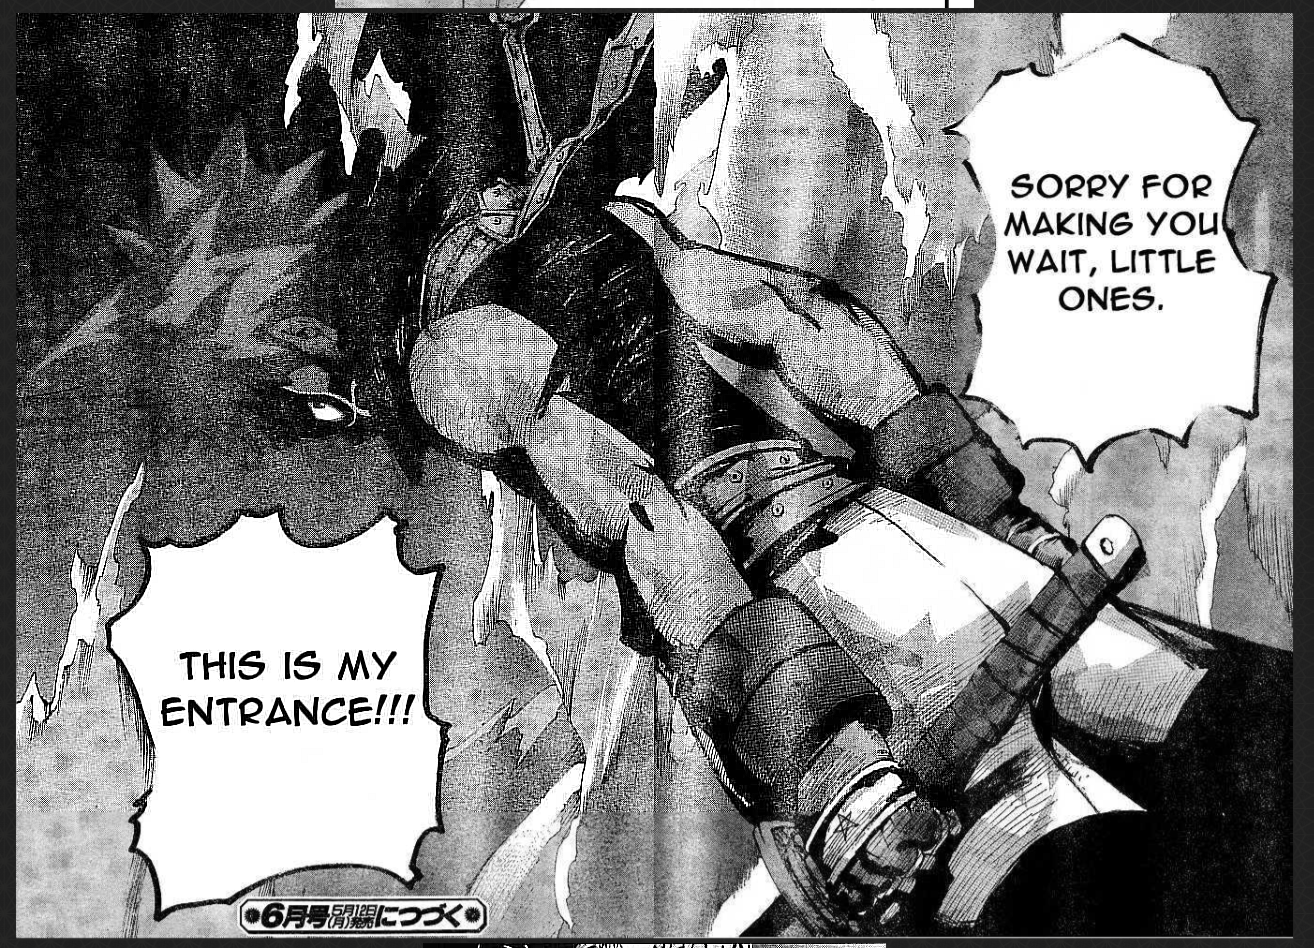 SORRY FOR
MAKING YOU
WAIT, LITTLE
ONES.
THIS IS MY
ENTRANCE!!!
6月号5月12日(月)発売につづく